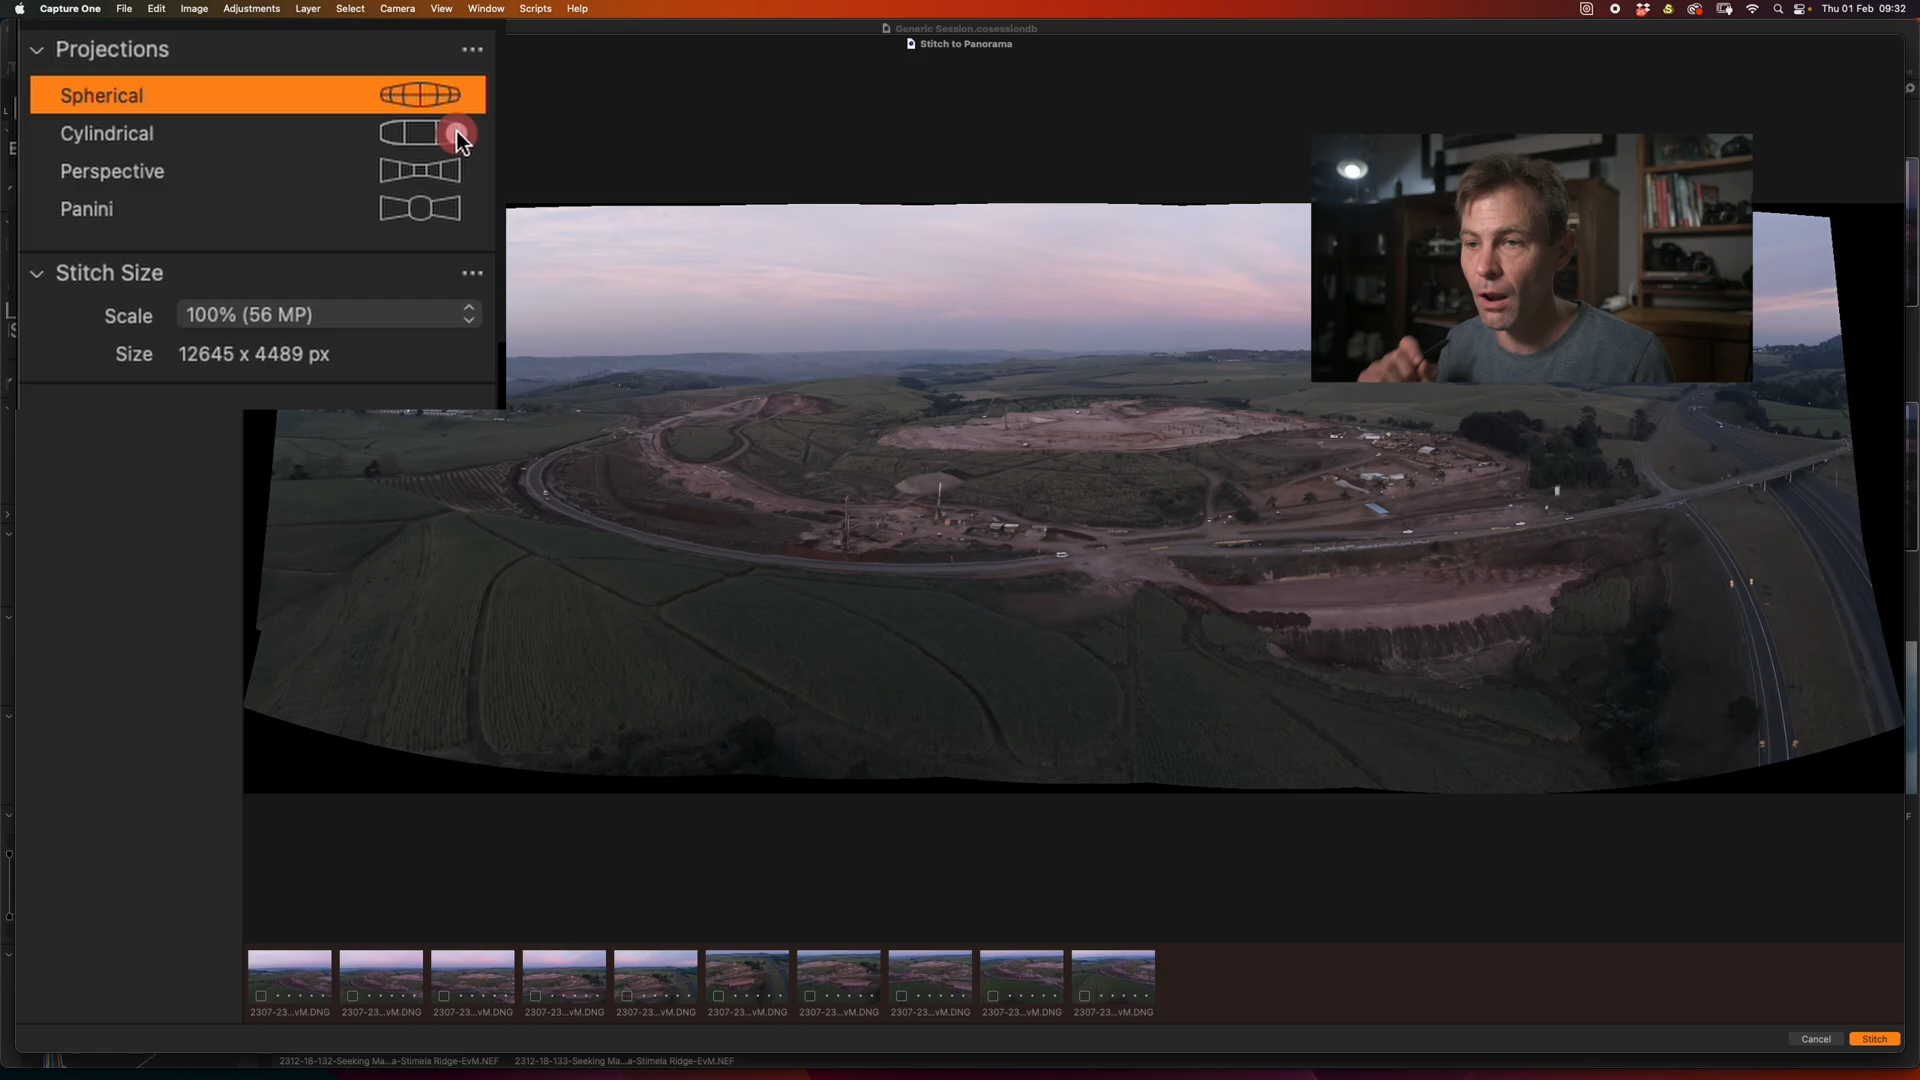 Capture One File Edit Image Adjustments Layer Select Camera View Window Scripts Help Thu 01 Feb 09:32
Generic Session.cosessiondb
Stitch to Panorama
Projections
Spherical
Cylindrical
Perspective
Panini
Stitch Size
Scale 100% (56 MP)
Size 12645 x 4489 px
2307-23...vM.DNG 2307-23...vM.DNG 2307-23...vM.DNG 2307-23...vM.DNG 2307-23...vM.DNG 2307-23...vM.DNG 2307-23...vM.DNG 2307-23...vM.DNG 2307-23...vM.DNG 2307-23...vM.DNG
Cancel Stitch
2312-18-132-Seeking Ma...a-Stimela Ridge-EvM.NEF 2312-18-133-Seeking Ma...a-Stimela Ridge-EvM.NEF